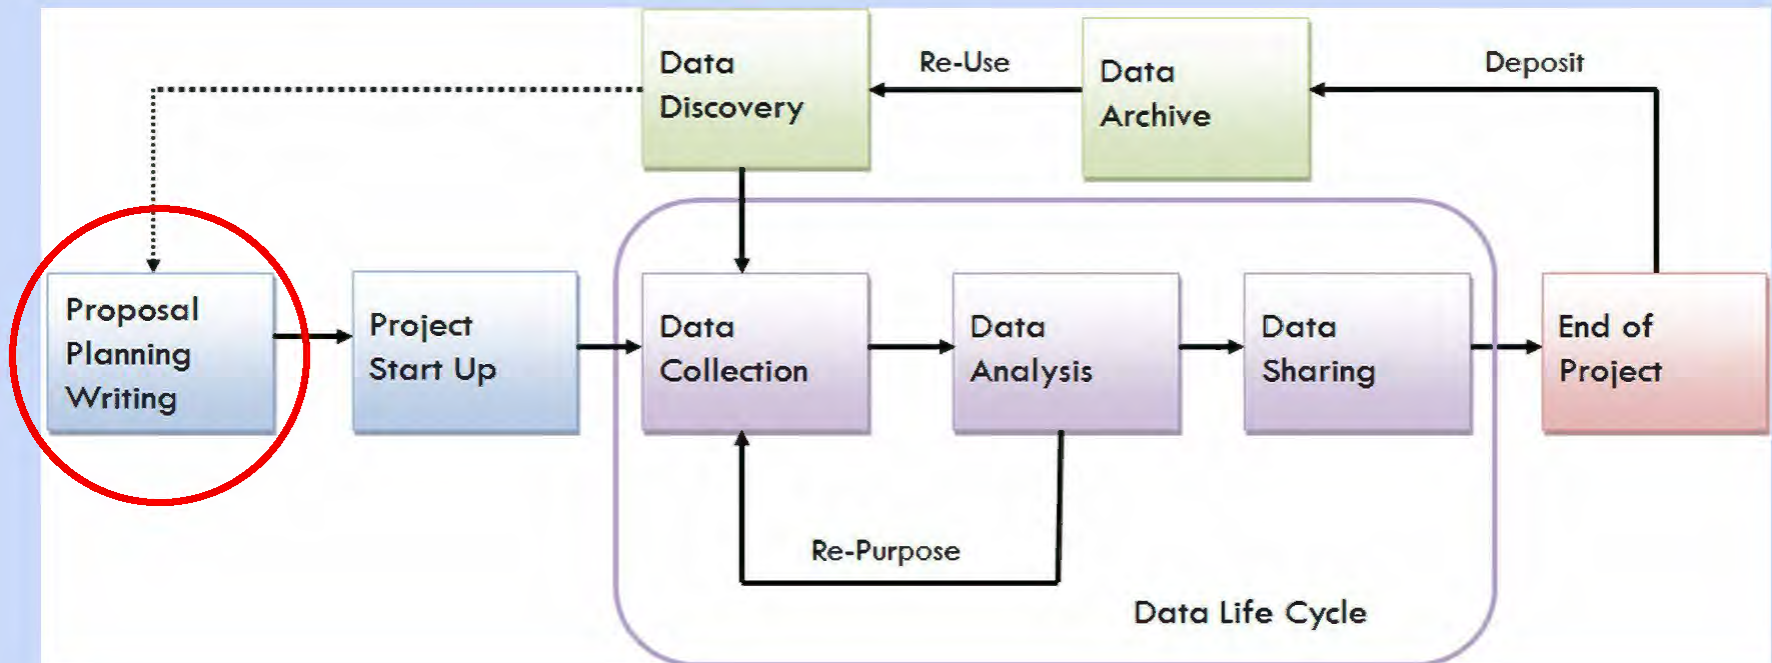 Data
Discovery
Re-Use
Data
Archive
Deposit
Proposal
Planning
Writing
Project
Start Up
Data
Collection
Data
Analysis
Data
Sharing
End of
Project
Re-Purpose
Data Life Cycle